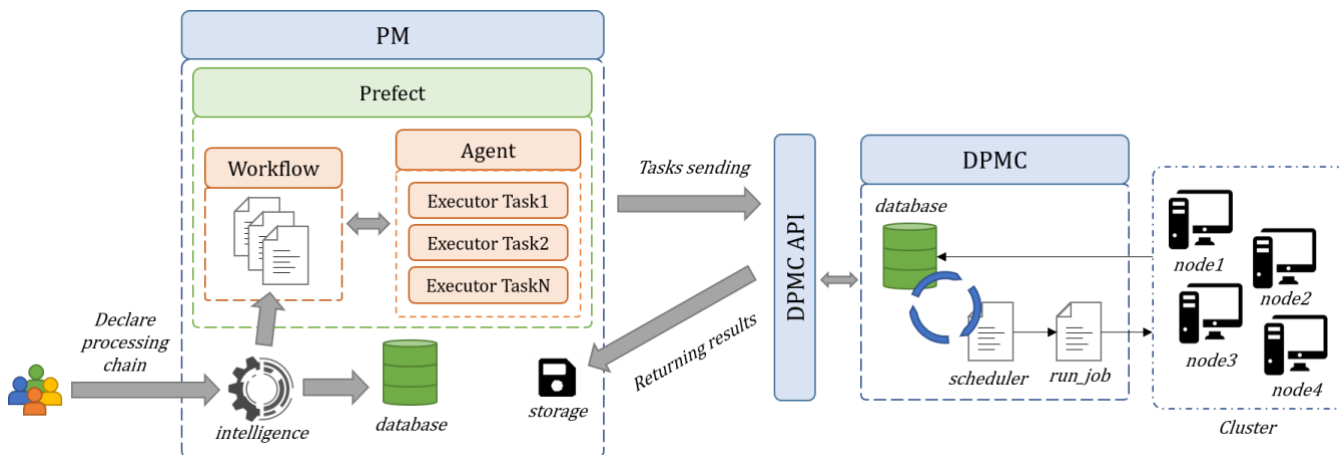 PM
Prefect
Workflow
Agent
Executor Task1
Executor Task2
Executor TaskN
Declare
processing
chain
intelligence
database
storage
Tasks sending
Returning results
DPMC API
DPMC
database
scheduler
run_job
node1
node2
node3
node4
Cluster